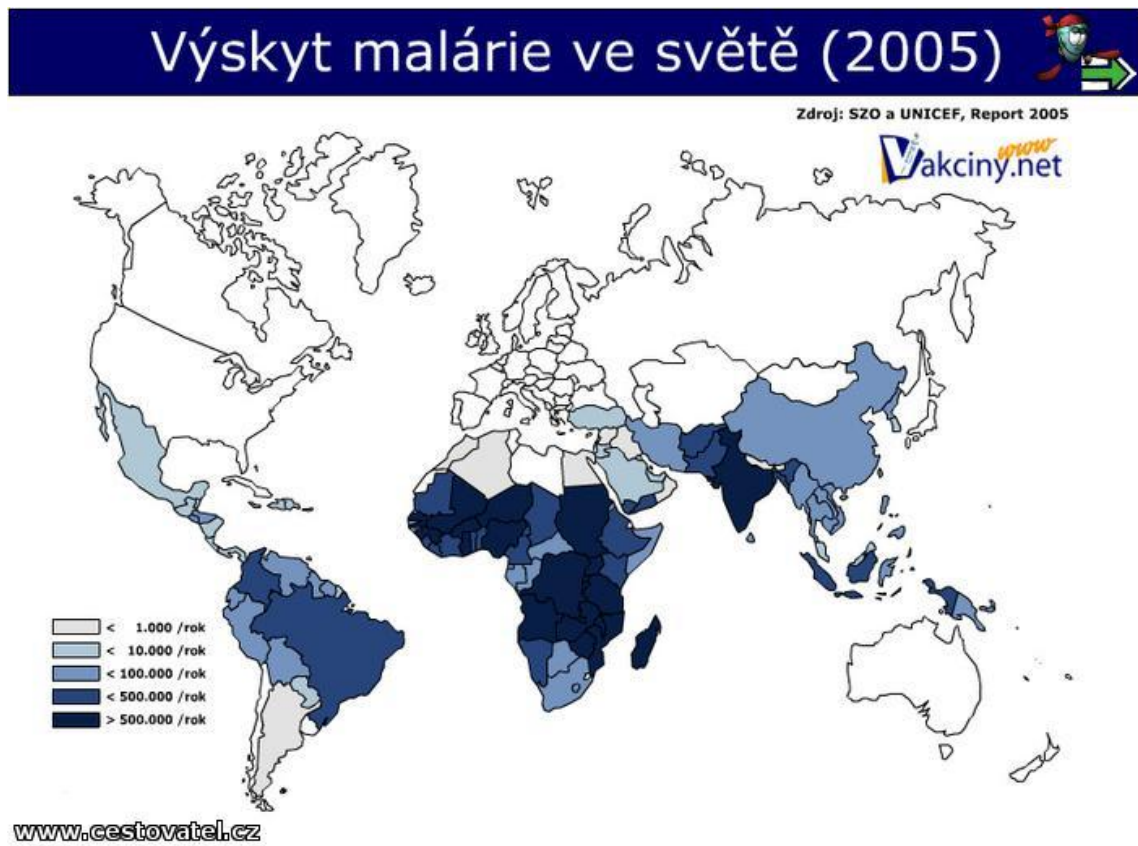 Výskyt malárie ve světě (2005)
Zdroj: SZO a UNICEF, Report 2005
www
Vakciny.net
< 1.000 /rok
< 10.000 /rok
< 100.000 /rok
< 500.000 /rok
> 500.000 /rok
www.cestovatel.cz